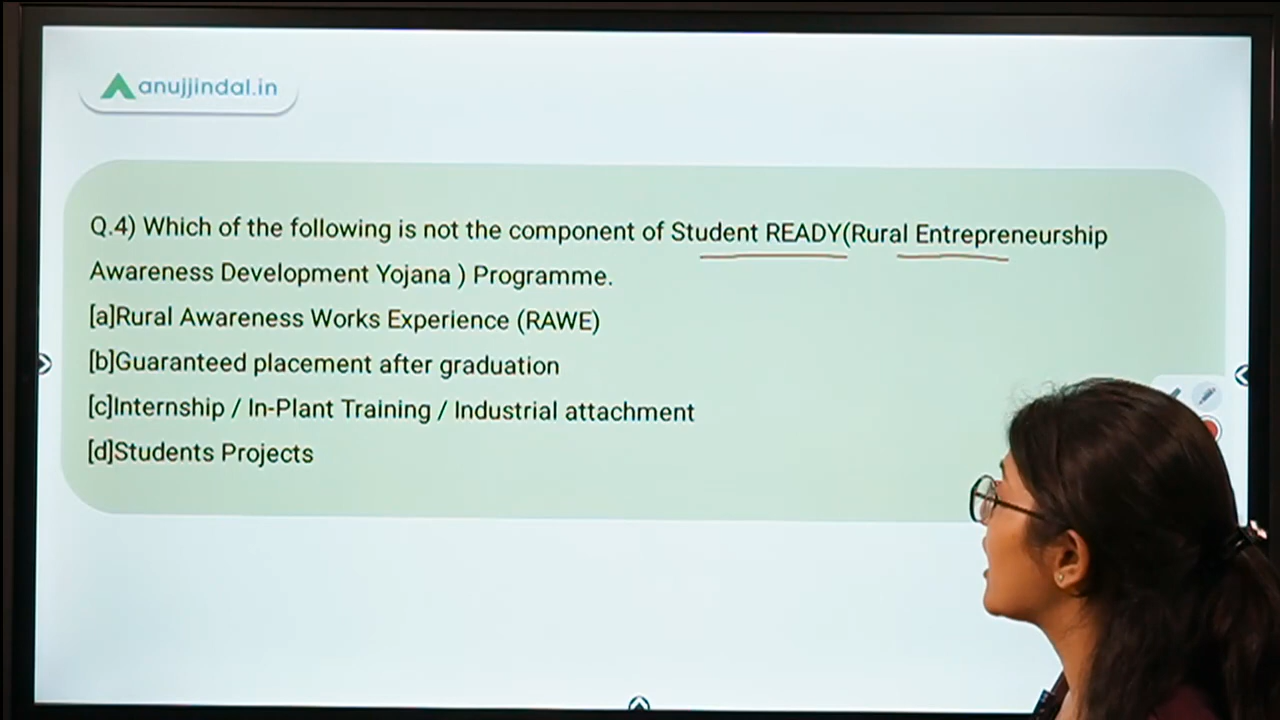 anujjindal.in
Q.4) Which of the following is not the component of Student READY(Rural Entrepreneurship
Awareness Development Yojana ) Programme.
[a]Rural Awareness Works Experience (RAWE)
[b]Guaranteed placement after graduation
[c]Internship / In-Plant Training / Industrial attachment
[d]Students Projects